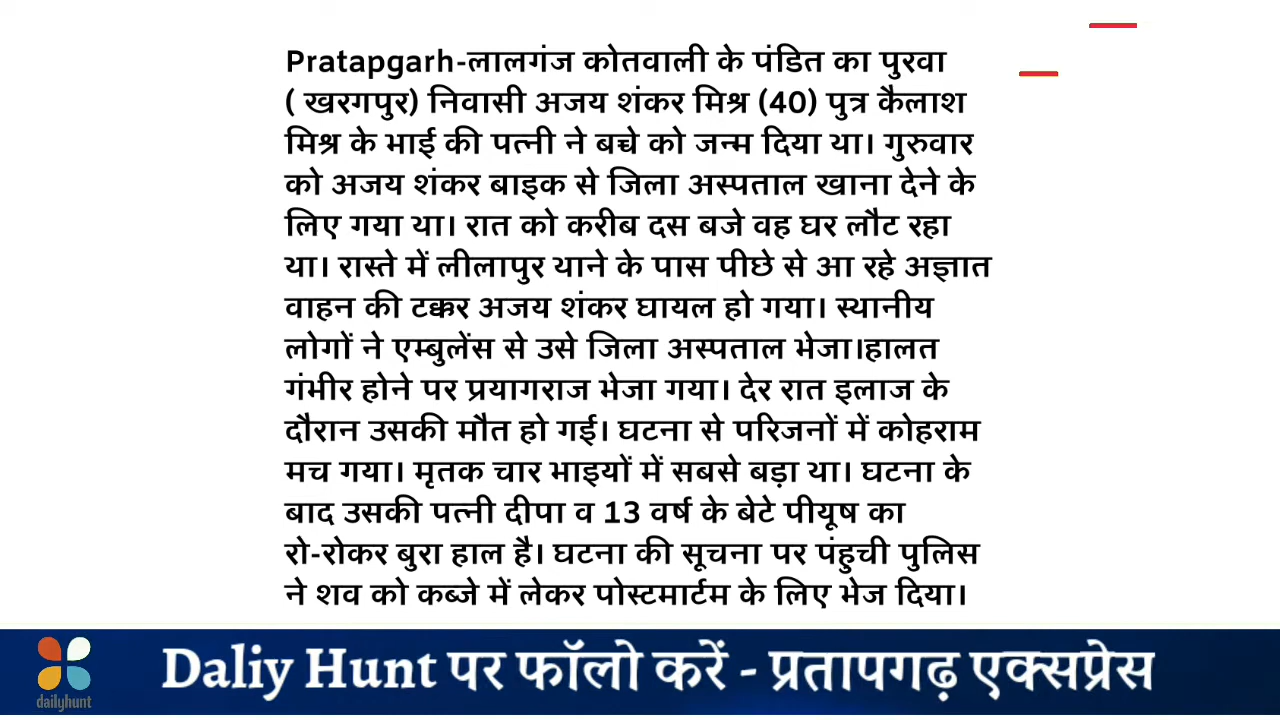 Pratapgarh-लालगंज कोतवाली के पंडित का पुरवा
( खरगपुर) निवासी अजय शंकर मिश्र (40) पुत्र कैलाश
मिश्र के भाई की पत्नी ने बच्चे को जन्म दिया था। गुरुवार
को अजय शंकर बाइक से जिला अस्पताल खाना देने के
लिए गया था। रात को करीब दस बजे वह घर लौट रहा
था। रास्ते में लीलापुर थाने के पास पीछे से आ रहे अज्ञात
वाहन की टक्कर अजय शंकर घायल हो गया। स्थानीय
लोगों ने एम्बुलेंस से उसे जिला अस्पताल भेजा।हालत
गंभीर होने पर प्रयागराज भेजा गया। देर रात इलाज के
दौरान उसकी मौत हो गई। घटना से परिजनों में कोहराम
मच गया। मृतक चार भाइयों में सबसे बड़ा था। घटना के
बाद उसकी पत्नी दीपा व 13 वर्ष के बेटे पीयूष का
रो-रोकर बुरा हाल है। घटना की सूचना पर पंहुची पुलिस
ने शव को कब्जे में लेकर पोस्टमार्टम के लिए भेज दिया।
Daliy Hunt पर फॉलो करें - प्रतापगढ़ एक्सप्रेस
dailyhunt